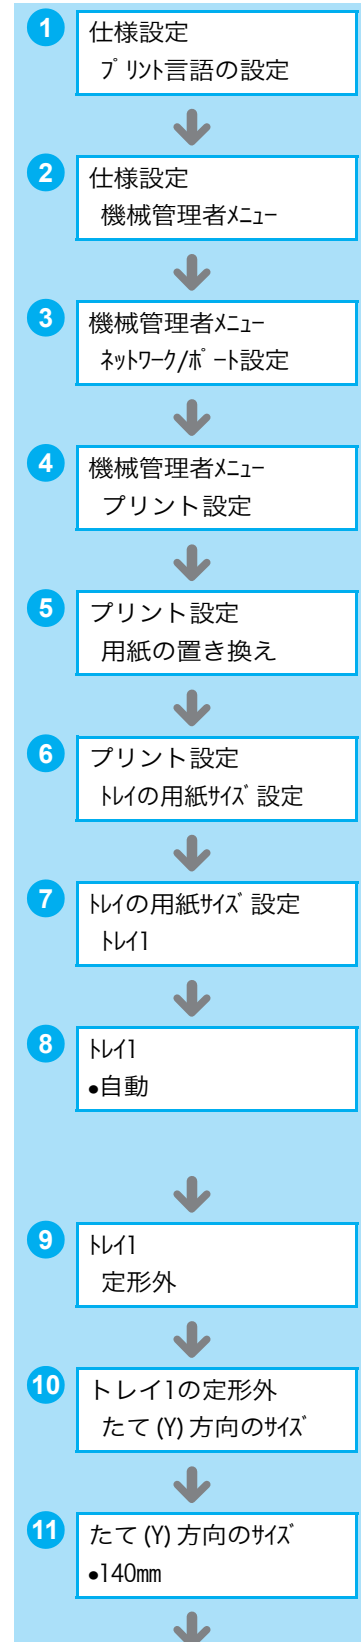 1
仕様設定
プリント言語の設定
2
仕様設定
機械管理者メニュー
3
機械管理者メニュー
ネットワーク/ポート設定
4
機械管理者メニュー
プリント設定
5
プリント設定
用紙の置き換え
6
プリント設定
トレイの用紙サイズ設定
7
トレイの用紙サイズ設定
トレイ1
8
トレイ1
●自動
9
トレイ1
定形外
10
トレイ1の定形外
たて(Y)方向のサイズ
11
たて(Y)方向のサイズ
●140mm